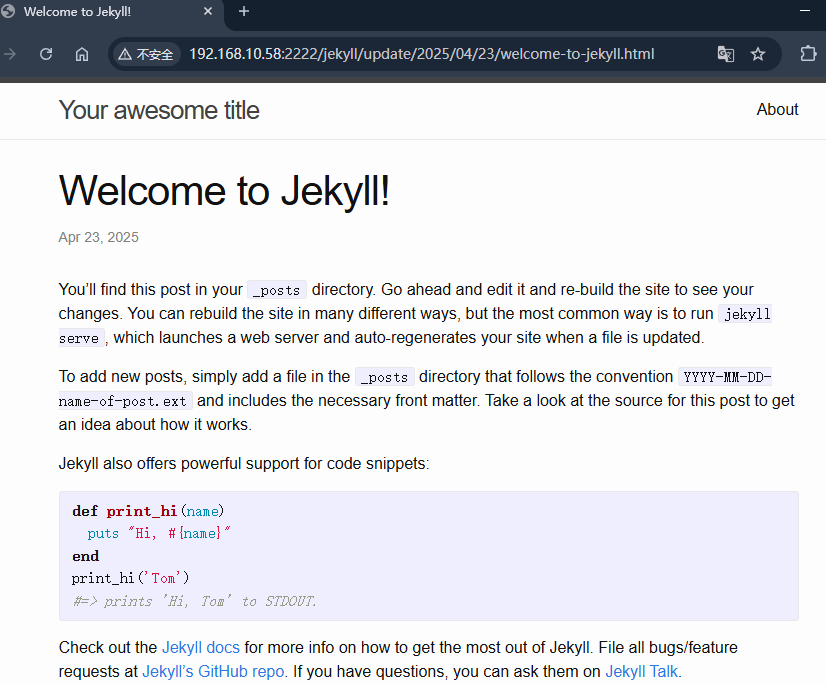 Welcome to Jekyll!
不安全 192.168.10.58:2222/jekyll/update/2025/04/23/welcome-to-jekyll.html
Your awesome title About
Welcome to Jekyll!
Apr 23, 2025
You’ll find this post in your _posts directory. Go ahead and edit it and re-build the site to see your
changes. You can rebuild the site in many different ways, but the most common way is to run jekyll
serve, which launches a web server and auto-regenerates your site when a file is updated.
To add new posts, simply add a file in the _posts directory that follows the convention YYYY-MM-DD-
name-of-post.ext and includes the necessary front matter. Take a look at the source for this post to get
an idea about how it works.
Jekyll also offers powerful support for code snippets:
def print_hi(name)
  puts "Hi, #{name}"
end
print_hi('Tom')
#=> prints 'Hi, Tom' to STDOUT.
Check out the Jekyll docs for more info on how to get the most out of Jekyll. File all bugs/feature
requests at Jekyll’s GitHub repo. If you have questions, you can ask them on Jekyll Talk.